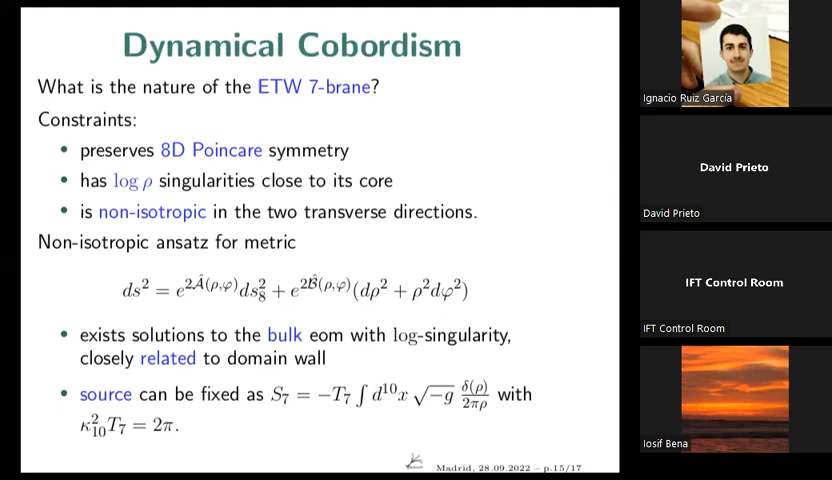 Dynamical Cobordism
What is the nature of the ETW 7-brane?
Constraints:
• preserves 8D Poincare symmetry
• has log ρ singularities close to its core
• is non-isotropic in the two transverse directions.
Non-isotropic ansatz for metric
ds² = e^{2Â(ρ,φ)} ds₈² + e^{2B̂(ρ,φ)} (dρ² + ρ²dφ²)
• exists solutions to the bulk eom with log-singularity,
closely related to domain wall
• source can be fixed as S₇ = −T₇ ∫ d¹⁰x √−g δ(ρ)/2πρ with
κ₁₀² T₇ = 2π.
Madrid, 28.09.2022 – p.15/17
Ignacio Ruiz García
David Prieto
David Prieto
IFT Control Room
IFT Control Room
Iosif Bena